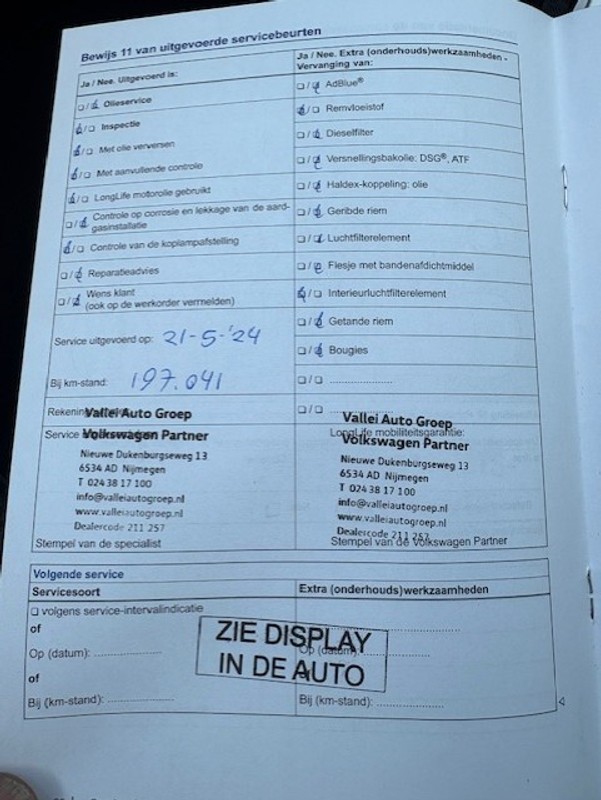 Bewijs 11 van uitgevoerde servicebeurten
Ja / Nee. Uitgevoerd is:
Olieservice
Inspectie
Met olie verversen
Met aanvullende controle
LongLife motorolie gebruikt
Controle op corrosie en lekkage van de aard-
gasinstallatie
Controle van de koplampafstelling
Reparatieadvies
Wens klant
(ook op de werkorder vermelden)
Service uitgevoerd op: 21-5-'24
Bij km-stand: 197.041
Ja / Nee. Extra (onderhouds)werkzaamheden -
Vervanging van:
AdBlue®
Remvloeistof
Dieselfilter
Versnellingsbakolie: DSG®, ATF
Haldex-koppeling: olie
Geribde riem
Luchtfilterelement
Flesje met bandenafdichtmiddel
Interieurluchtfilterelement
Getande riem
Bougies
Vallei Auto Groep
Volkswagen Partner
Nieuwe Dukenburgseweg 13
6534 AD Nijmegen
T 024 38 17 100
info@valleiautogroep.nl
www.valleiautogroep.nl
Dealercode 211 257
Stempel van de specialist
Vallei Auto Groep
LongLife mobiliteitsgarantie:
Volkswagen Partner
Nieuwe Dukenburgseweg 13
6534 AD Nijmegen
T 024 38 17 100
info@valleiautogroep.nl
www.valleiautogroep.nl
Dealercode 211 257
Stempel van de Volkswagen Partner
Volgende service
Servicesoort
volgens service-intervalindicatie
of
Op (datum):
of
Bij (km-stand):
Extra (onderhouds)werkzaamheden
Op (datum):
Bij (km-stand):
ZIE DISPLAY
IN DE AUTO